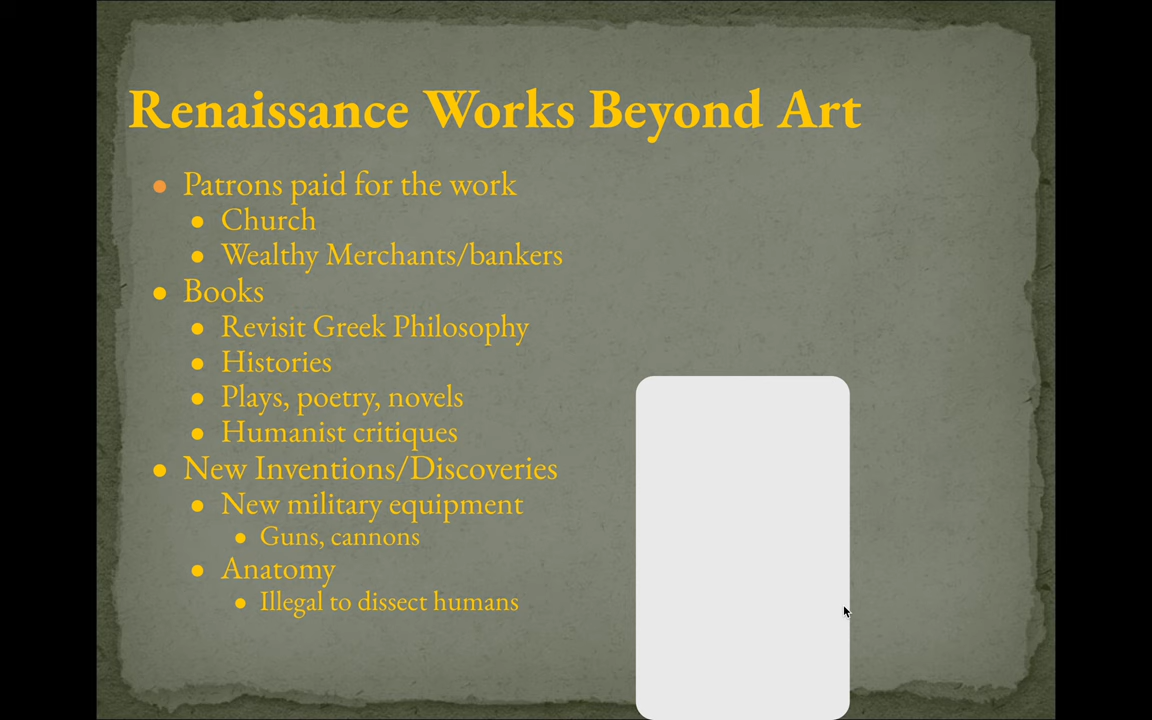 Renaissance Works Beyond Art
Patrons paid for the work
Church
Wealthy Merchants/bankers
Books
Revisit Greek Philosophy
Histories
Plays, poetry, novels
Humanist critiques
New Inventions/Discoveries
New military equipment
Guns, cannons
Anatomy
Illegal to dissect humans